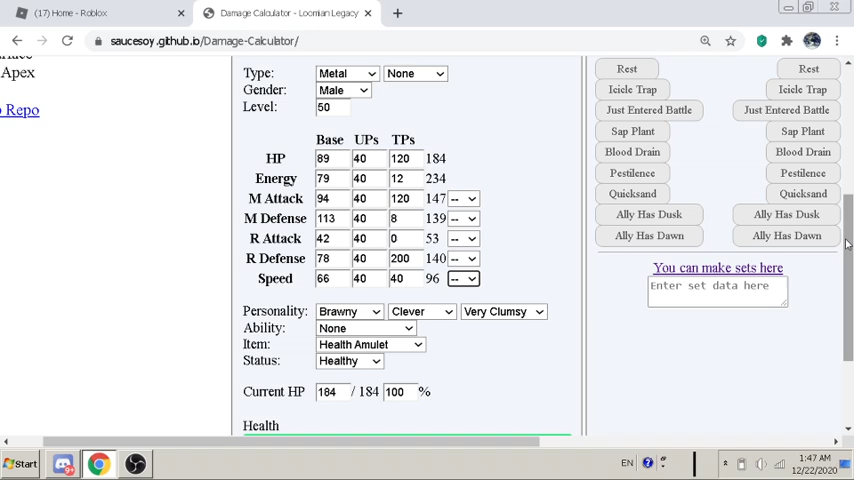 (17) Home - Roblox
Damage Calculator - Loomian Legacy
saucesoy.github.io/Damage-Calculator/
Apex
o Repo
Type: Metal None
Gender: Male
Level: 50
Base UPs TPs
HP 89 40 120 184
Energy 79 40 12 234
M Attack 94 40 120 147 --
M Defense 113 40 8 139 --
R Attack 42 40 0 53 --
R Defense 78 40 200 140 --
Speed 66 40 40 96 --
Personality: Brawny Clever Very Clumsy
Ability: None
Item: Health Amulet
Status: Healthy
Current HP 184 / 184 100 %
Health
Rest Rest
Icicle Trap Icicle Trap
Just Entered Battle Just Entered Battle
Sap Plant Sap Plant
Blood Drain Blood Drain
Pestilence Pestilence
Quicksand Quicksand
Ally Has Dusk Ally Has Dusk
Ally Has Dawn Ally Has Dawn
You can make sets here
Enter set data here
Start
9+
EN
1:47 AM
12/22/2020